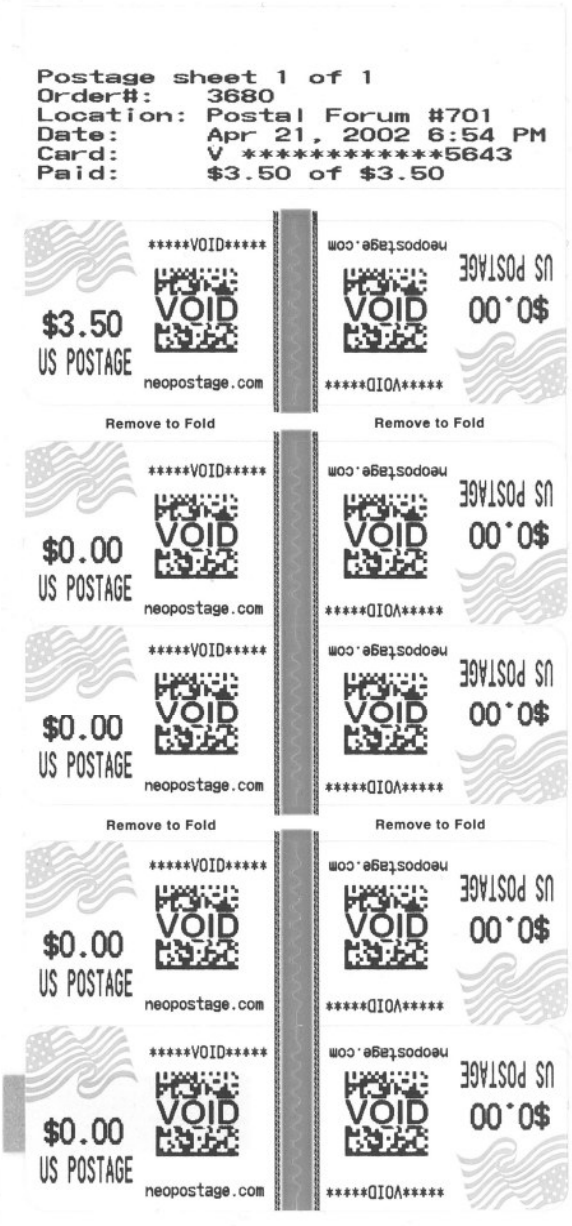 Postage sheet 1 of 1
Order#: 3680
Location: Postal Forum #701
Date: Apr 21, 2002 6:54 PM
Card: V ************5643
Paid: $3.50 of $3.50
*****VOID*****
VOID
$3.50
US POSTAGE
neopostage.com
*****VOID*****
VOID
$0.00
US POSTAGE
neopostage.com
Remove to Fold
Remove to Fold
*****VOID*****
VOID
$0.00
US POSTAGE
neopostage.com
*****VOID*****
VOID
$0.00
US POSTAGE
neopostage.com
*****VOID*****
VOID
$0.00
US POSTAGE
neopostage.com
*****VOID*****
VOID
$0.00
US POSTAGE
neopostage.com
Remove to Fold
Remove to Fold
*****VOID*****
VOID
$0.00
US POSTAGE
neopostage.com
*****VOID*****
VOID
$0.00
US POSTAGE
neopostage.com
*****VOID*****
VOID
$0.00
US POSTAGE
neopostage.com
*****VOID*****
VOID
$0.00
US POSTAGE
neopostage.com